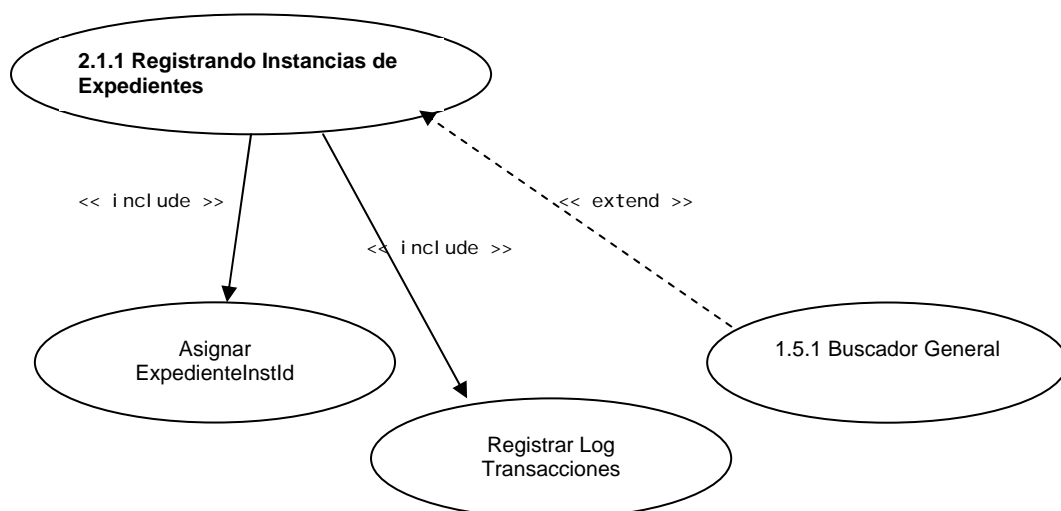 2.1.1 Registrando Instancias de
Expedientes
<< include >>
<< extend >>
<< include >>
Asignar
ExpedienteInstId
1.5.1 Buscador General
Registrar Log
Transacciones